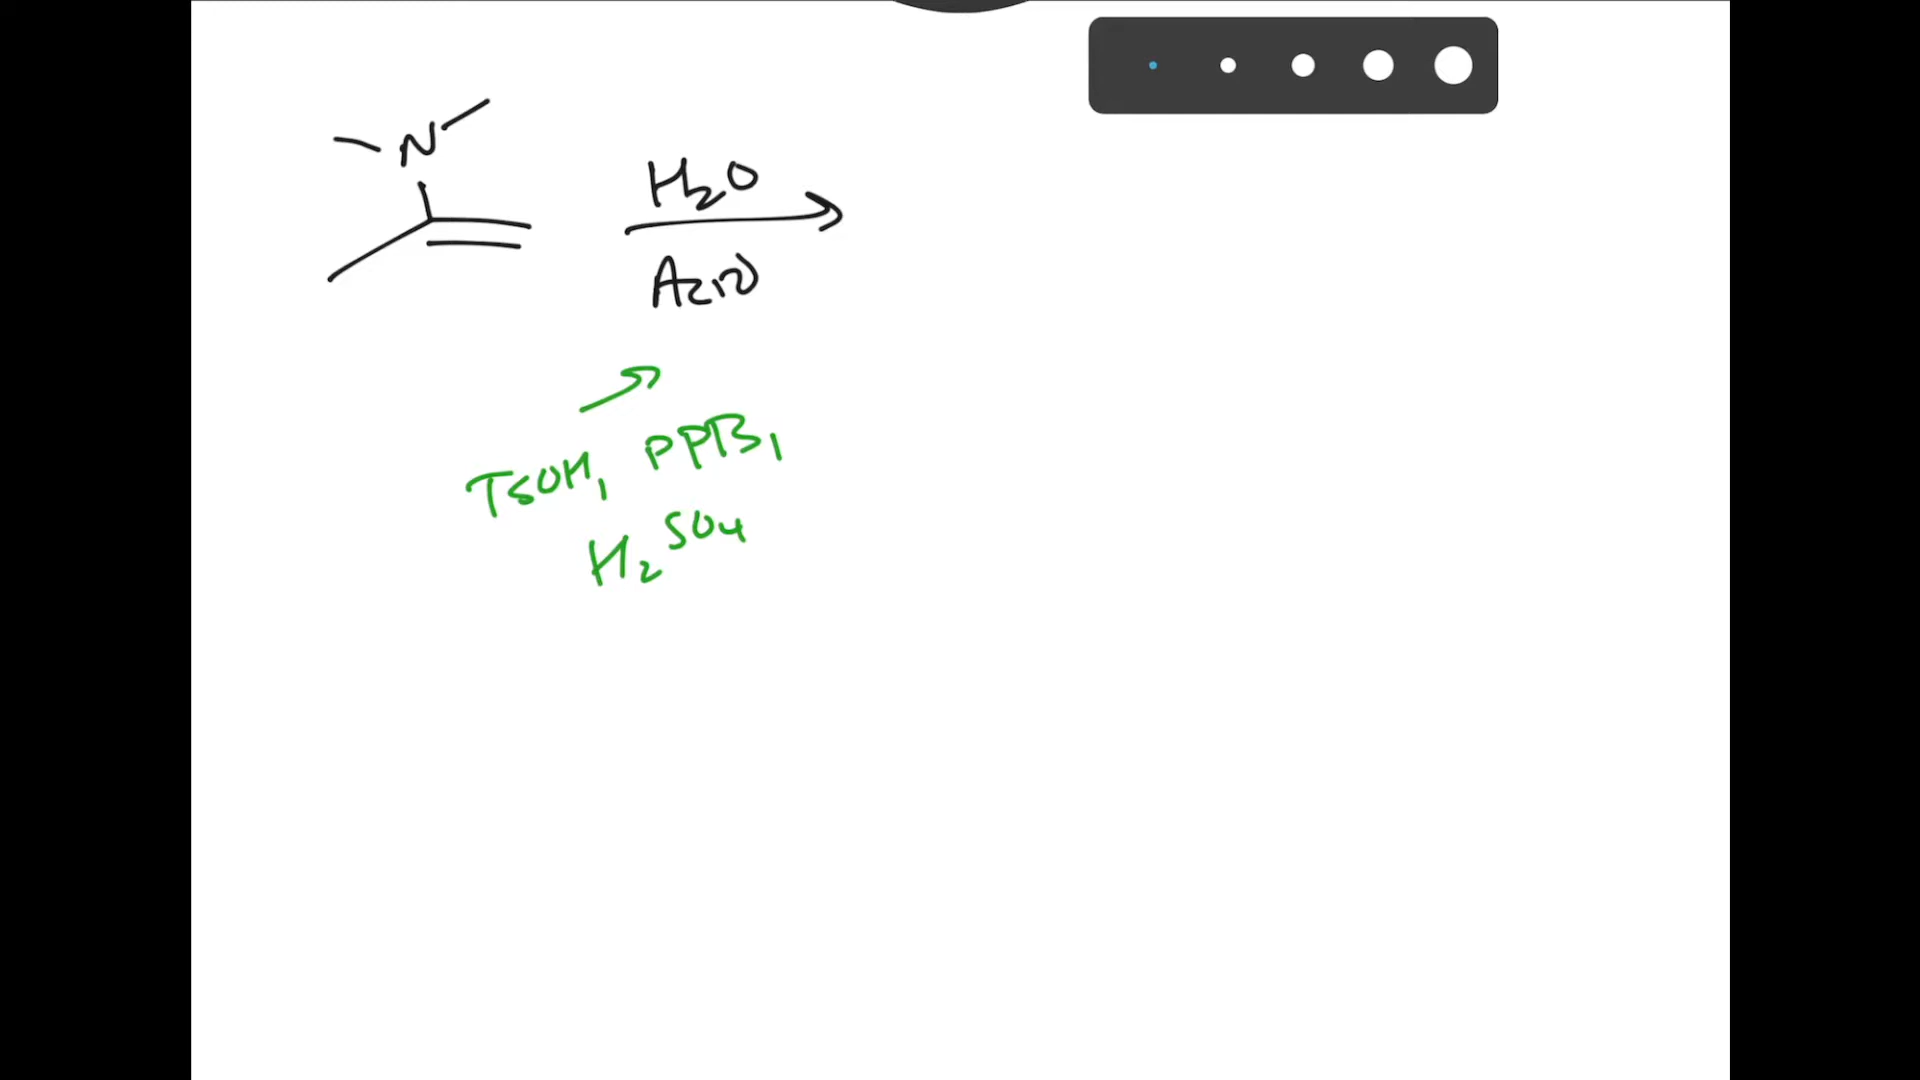 N
H₂O
Acid
TsOH, PPTS,
H₂SO₄